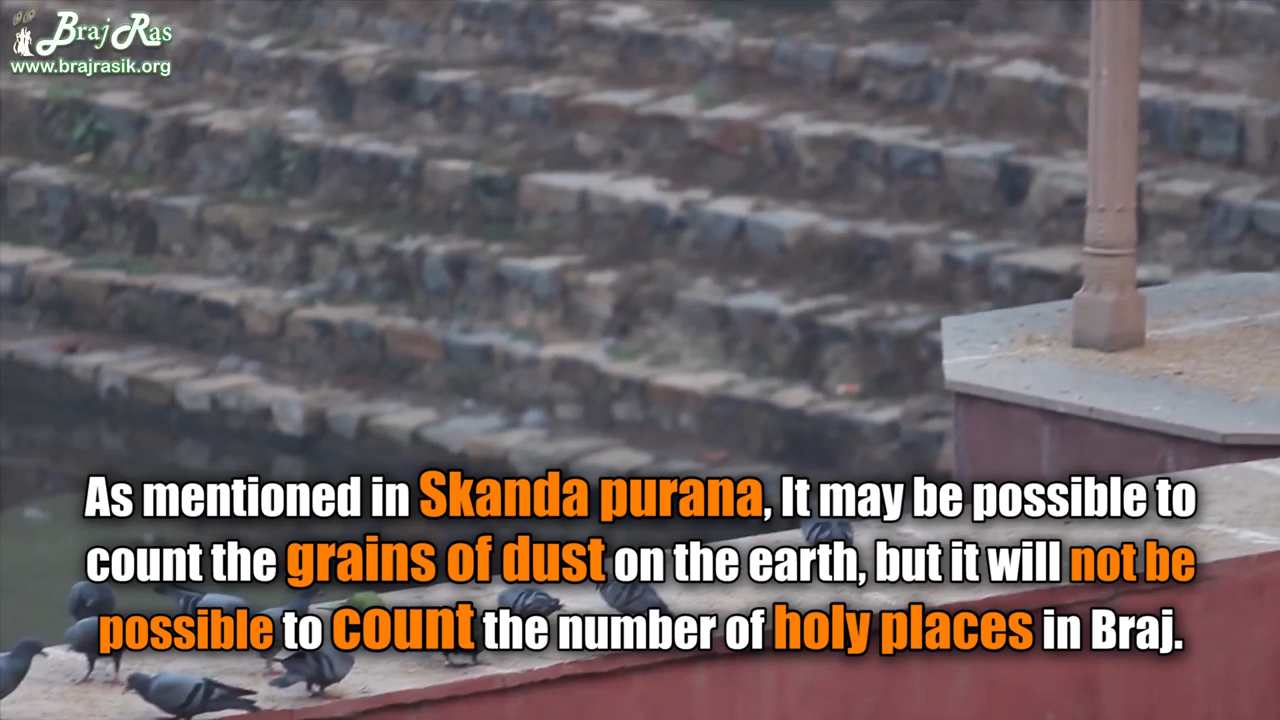 Braj Ras
www.brajrasik.org
As mentioned in Skanda purana, It may be possible to
count the grains of dust on the earth, but it will not be
possible to count the number of holy places in Braj.